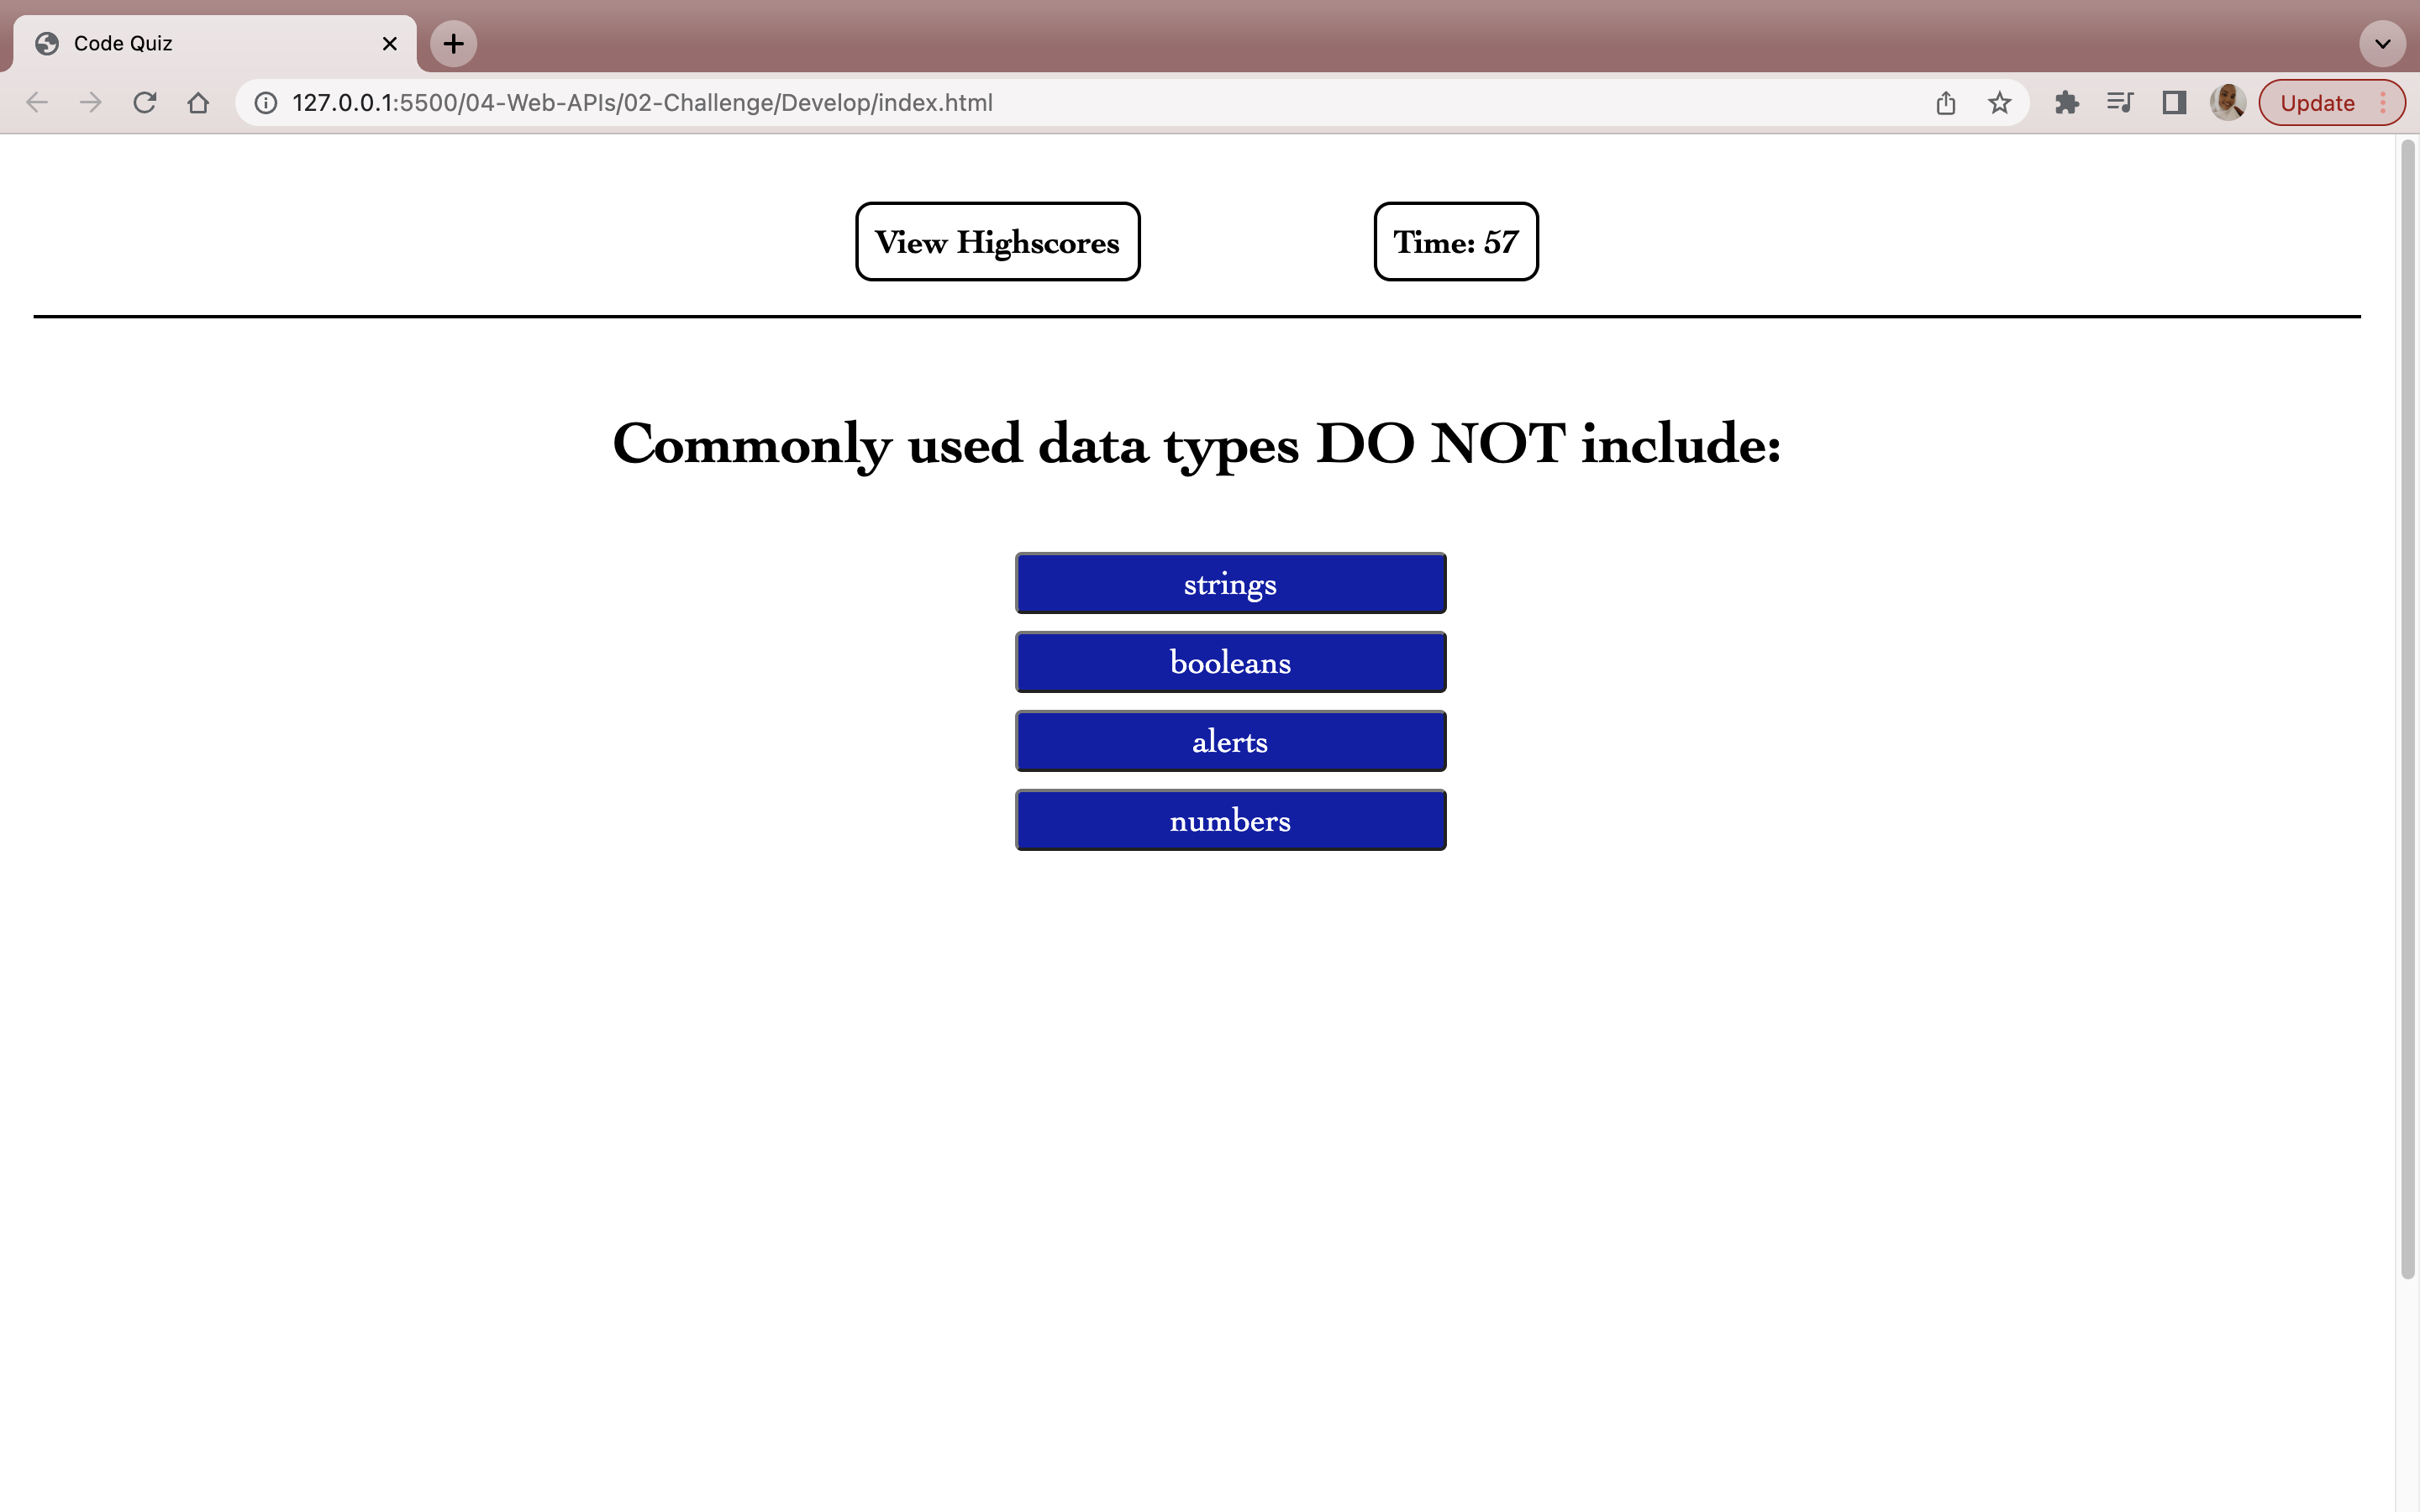 Code Quiz
127.0.0.1:5500/04-Web-APIs/02-Challenge/Develop/index.html
Update
View Highscores
Time: 57
Commonly used data types DO NOT include:
strings
booleans
alerts
numbers